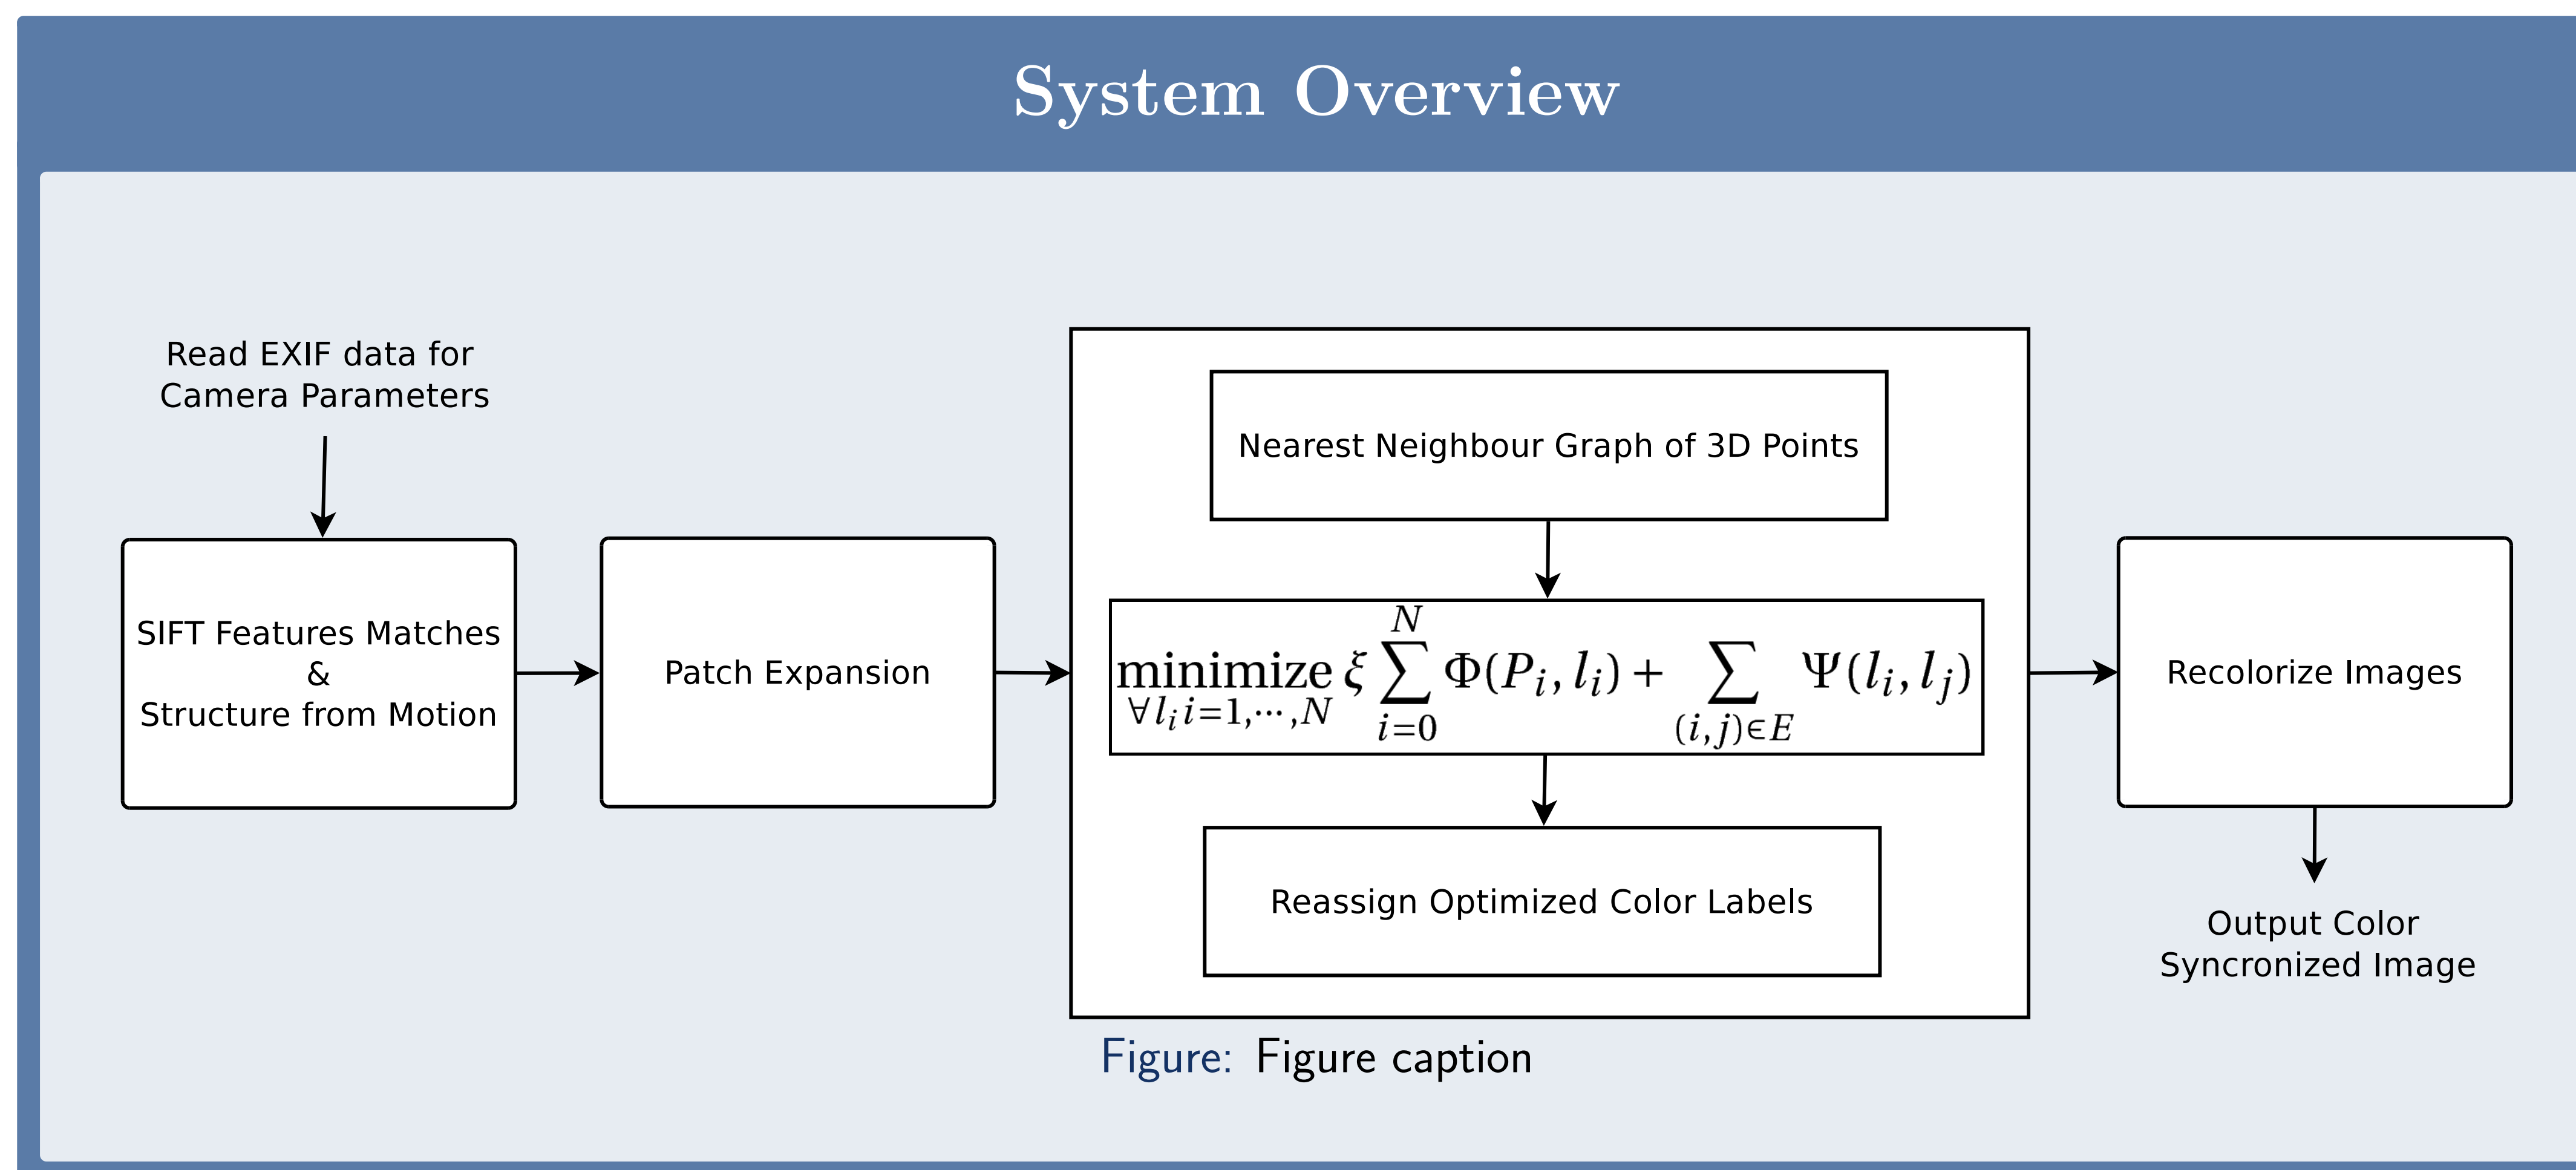 System Overview
Read EXIF data for
Camera Parameters
SIFT Features Matches
&
Structure from Motion
Patch Expansion
Nearest Neighbour Graph of 3D Points
minimize ξ ∑ Φ(P_i, l_i) + ∑ Ψ(l_i, l_j)
N
∀ l_i i=1,⋯,N
i=0
(i,j)∈E
Reassign Optimized Color Labels
Recolorize Images
Output Color
Syncronized Image
Figure: Figure caption